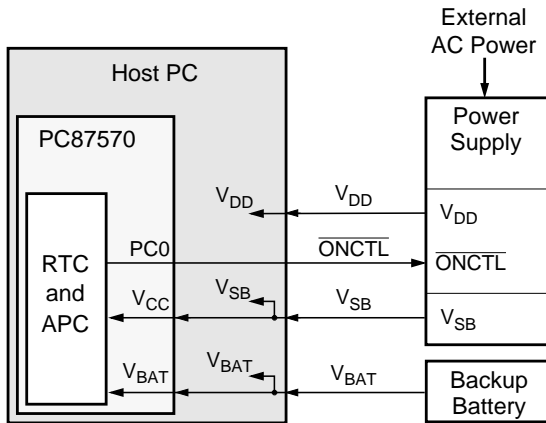 External
AC Power
Host PC
Power
Supply
PC87570
VDD
VDD
VDD
PC0
ONCTL
ONCTL
RTC
and
APC
VCC
VSB
VSB
VSB
VBAT
VBAT
VBAT
Backup
Battery